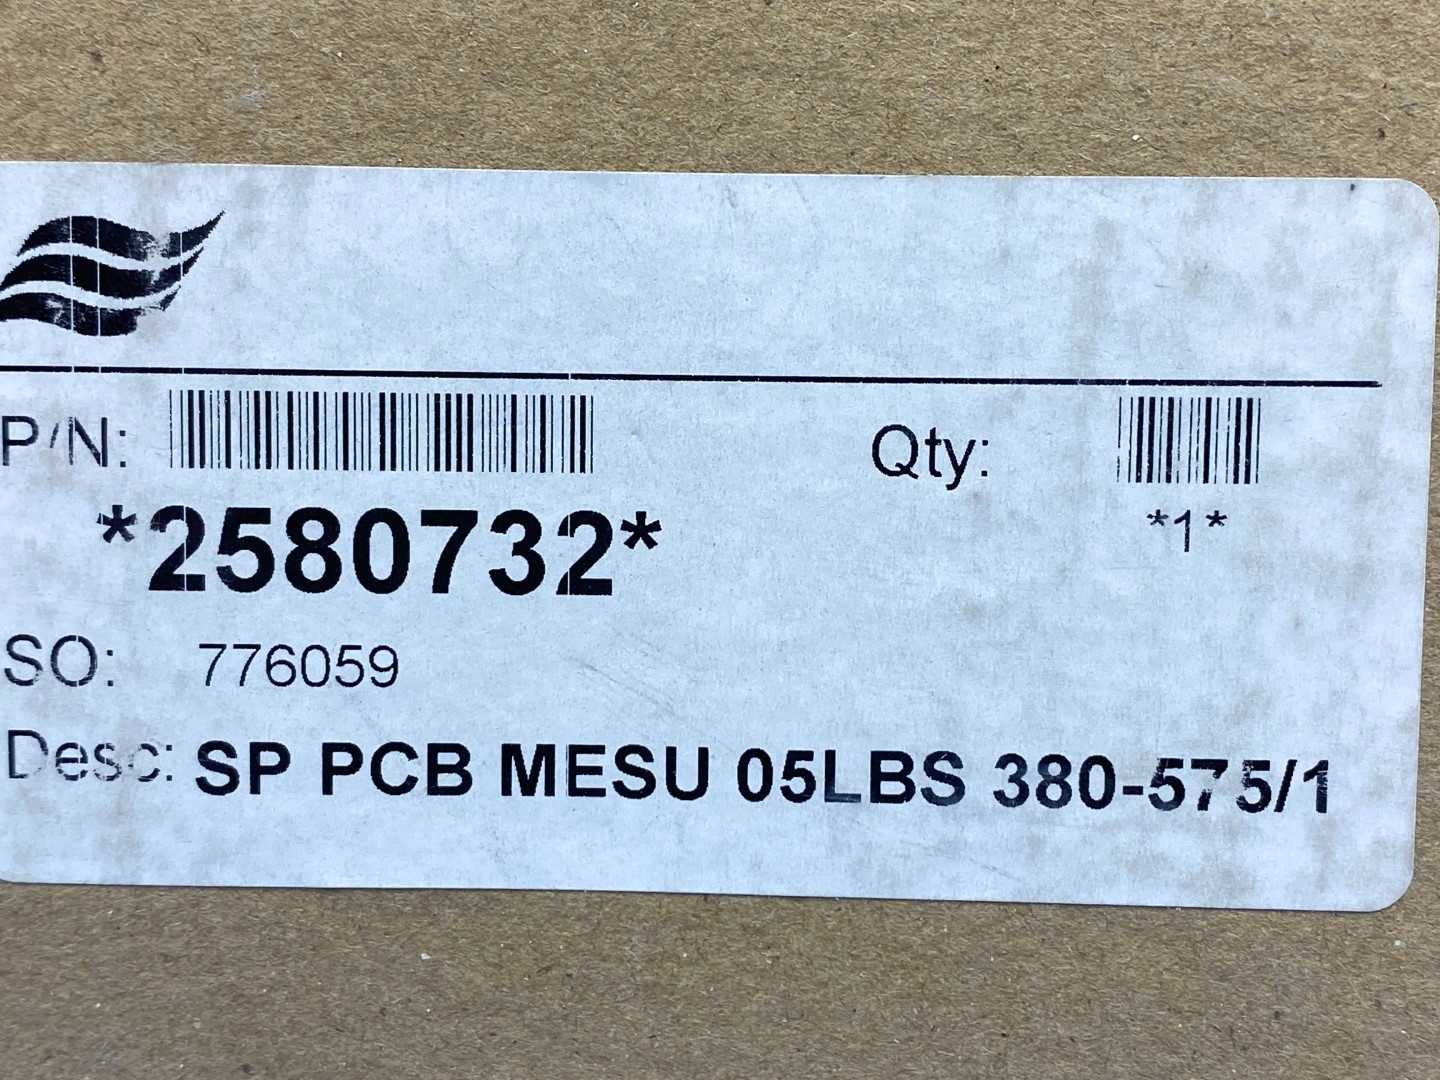 P/N:
Qty:
*2580732*
*1*
SO: 776059
Desc: SP PCB MESU 05LBS 380-575/1